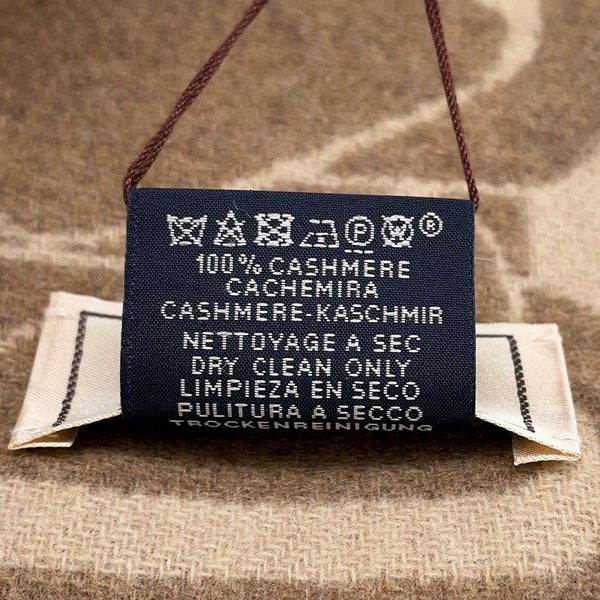 P ®
100% CASHMERE
CACHEMIRA
CASHMERE-KASCHMIR
NETTOYAGE A SEC
DRY CLEAN ONLY
LIMPIEZA EN SECO
PULITURA A SECCO
TROCKENREINIGUNG